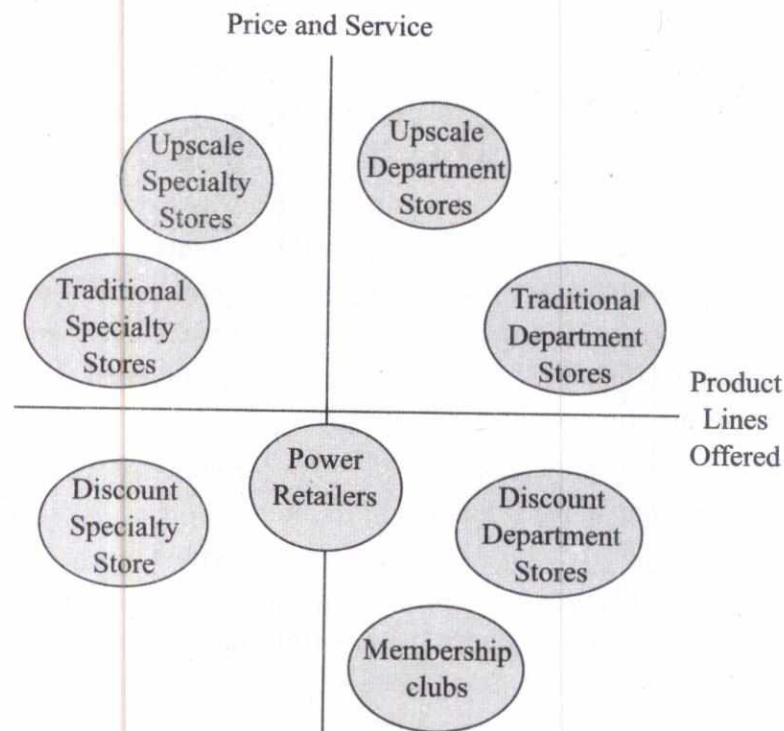 Price and Service
Upscale
Specialty
Stores
Upscale
Department
Stores
Traditional
Specialty
Stores
Traditional
Department
Stores
Product
Lines
Offered
Power
Retailers
Discount
Specialty
Store
Discount
Department
Stores
Membership
clubs